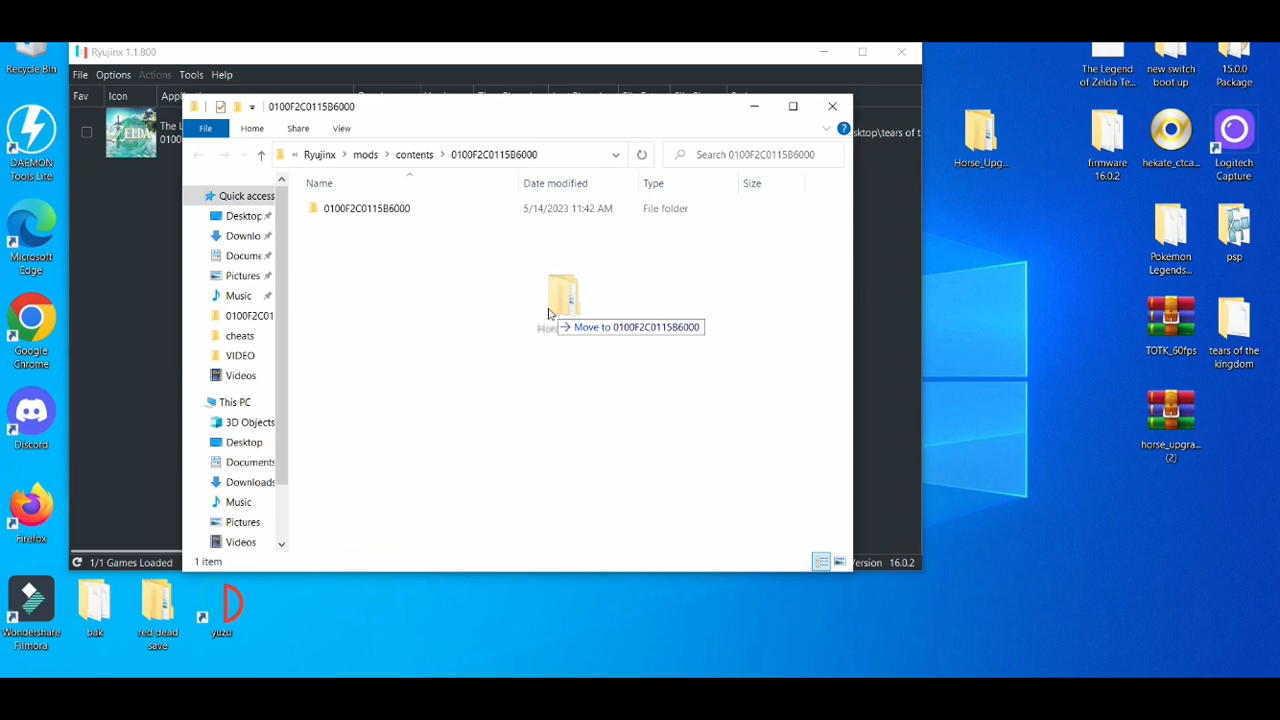 Recycle Bin
DAEMON
Tools Lite
Microsoft
Edge
Google
Chrome
Discord
Firefox
Wondershare
Filmora
bak
red dead
save
yuzu
Ryujinx 1.1.800
File Options Actions Tools Help
Fav Icon
The L
0100
0100F2C0115B6000
File Home Share View
« Ryujinx > mods > contents > 0100F2C0115B6000
Search 0100F2C0115B6000
Name Date modified Type Size
0100F2C0115B6000 5/14/2023 11:42 AM File folder
Quick access
Desktop
Downlo
Docume
Pictures
Music
0100F2C01
cheats
VIDEO
Videos
This PC
3D Objects
Desktop
Documents
Downloads
Music
Pictures
Videos
→ Move to 0100F2C0115B6000
1 item
1/1 Games Loaded
ersion 16.0.2
sktop\tears of t
The Legend
of Zelda Te...
new switch
boot up
15.0.0
Package
Horse_Upg...
firmware
16.0.2
hekate_ctca...
Logitech
Capture
Pokemon
Legends...
psp
TOTK_60fps
tears of the
kingdom
horse_upgra...
(2)